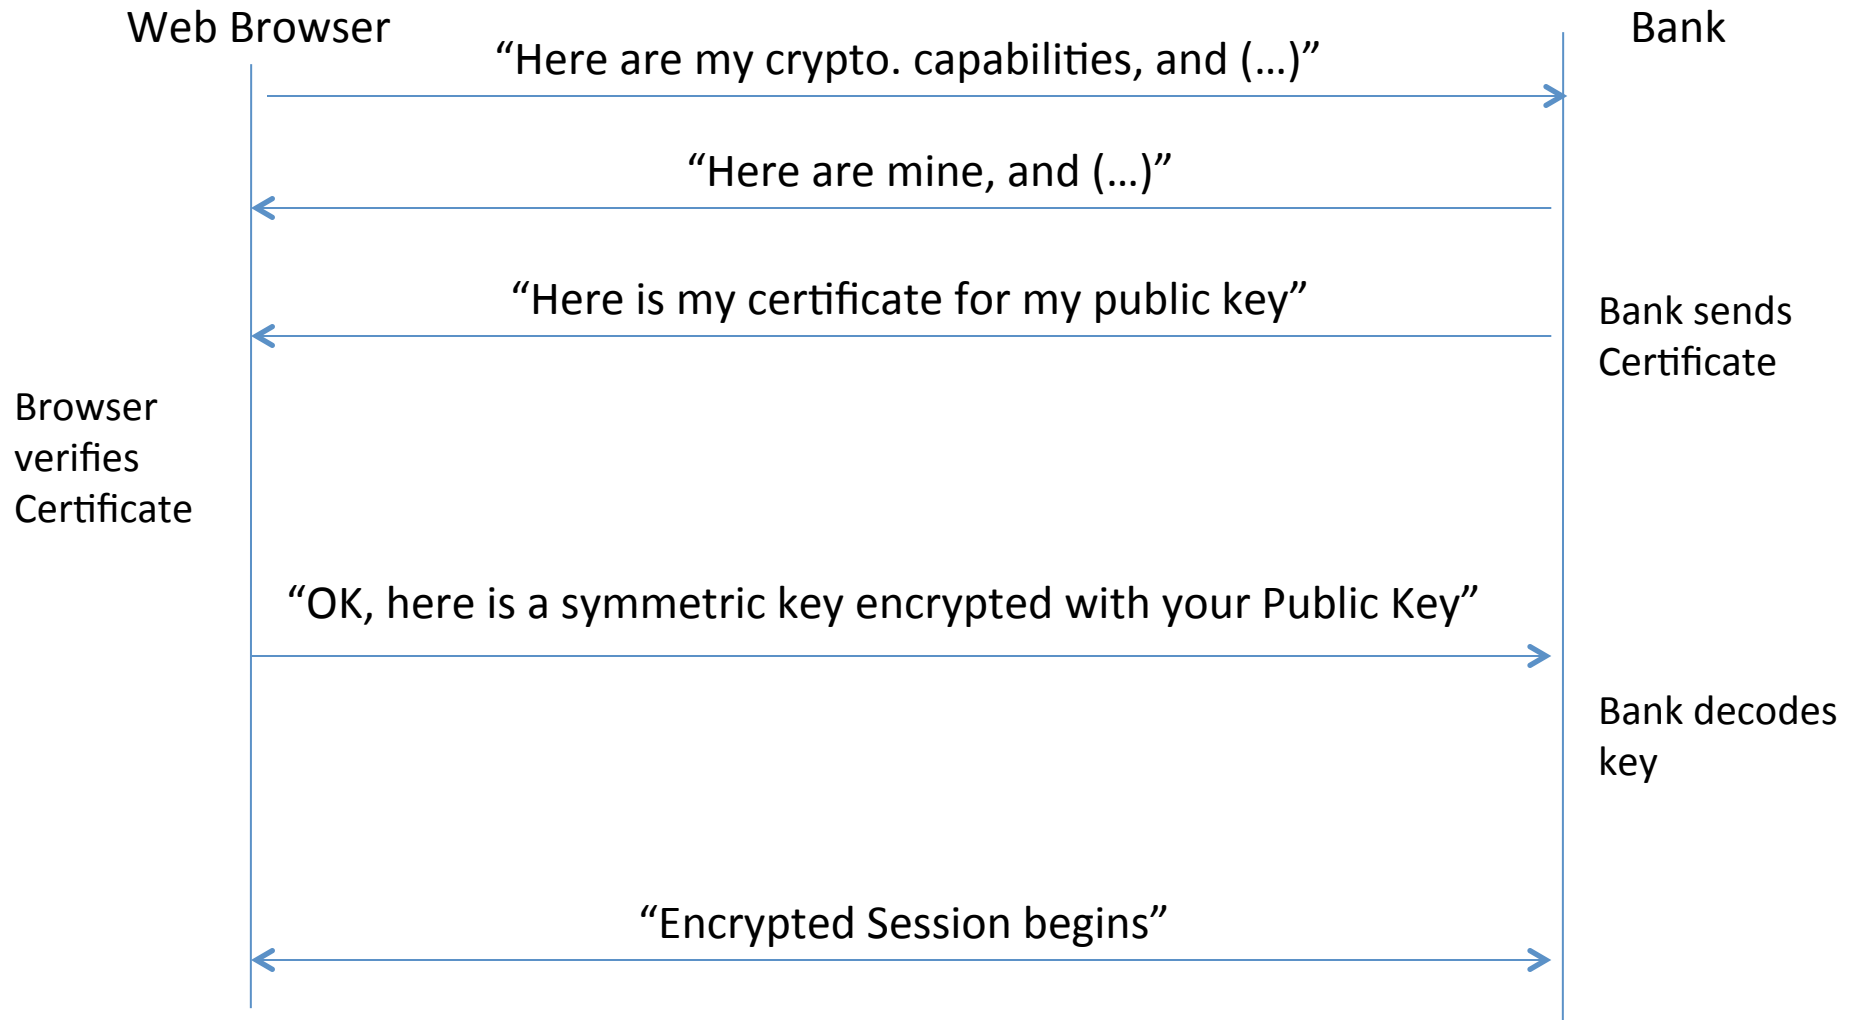 Web Browser
Bank
“Here are my crypto. capabilities, and (...)”
“Here are mine, and (...)”
“Here is my certificate for my public key”
Bank sends
Certificate
Browser
verifies
Certificate
“OK, here is a symmetric key encrypted with your Public Key”
Bank decodes
key
“Encrypted Session begins”